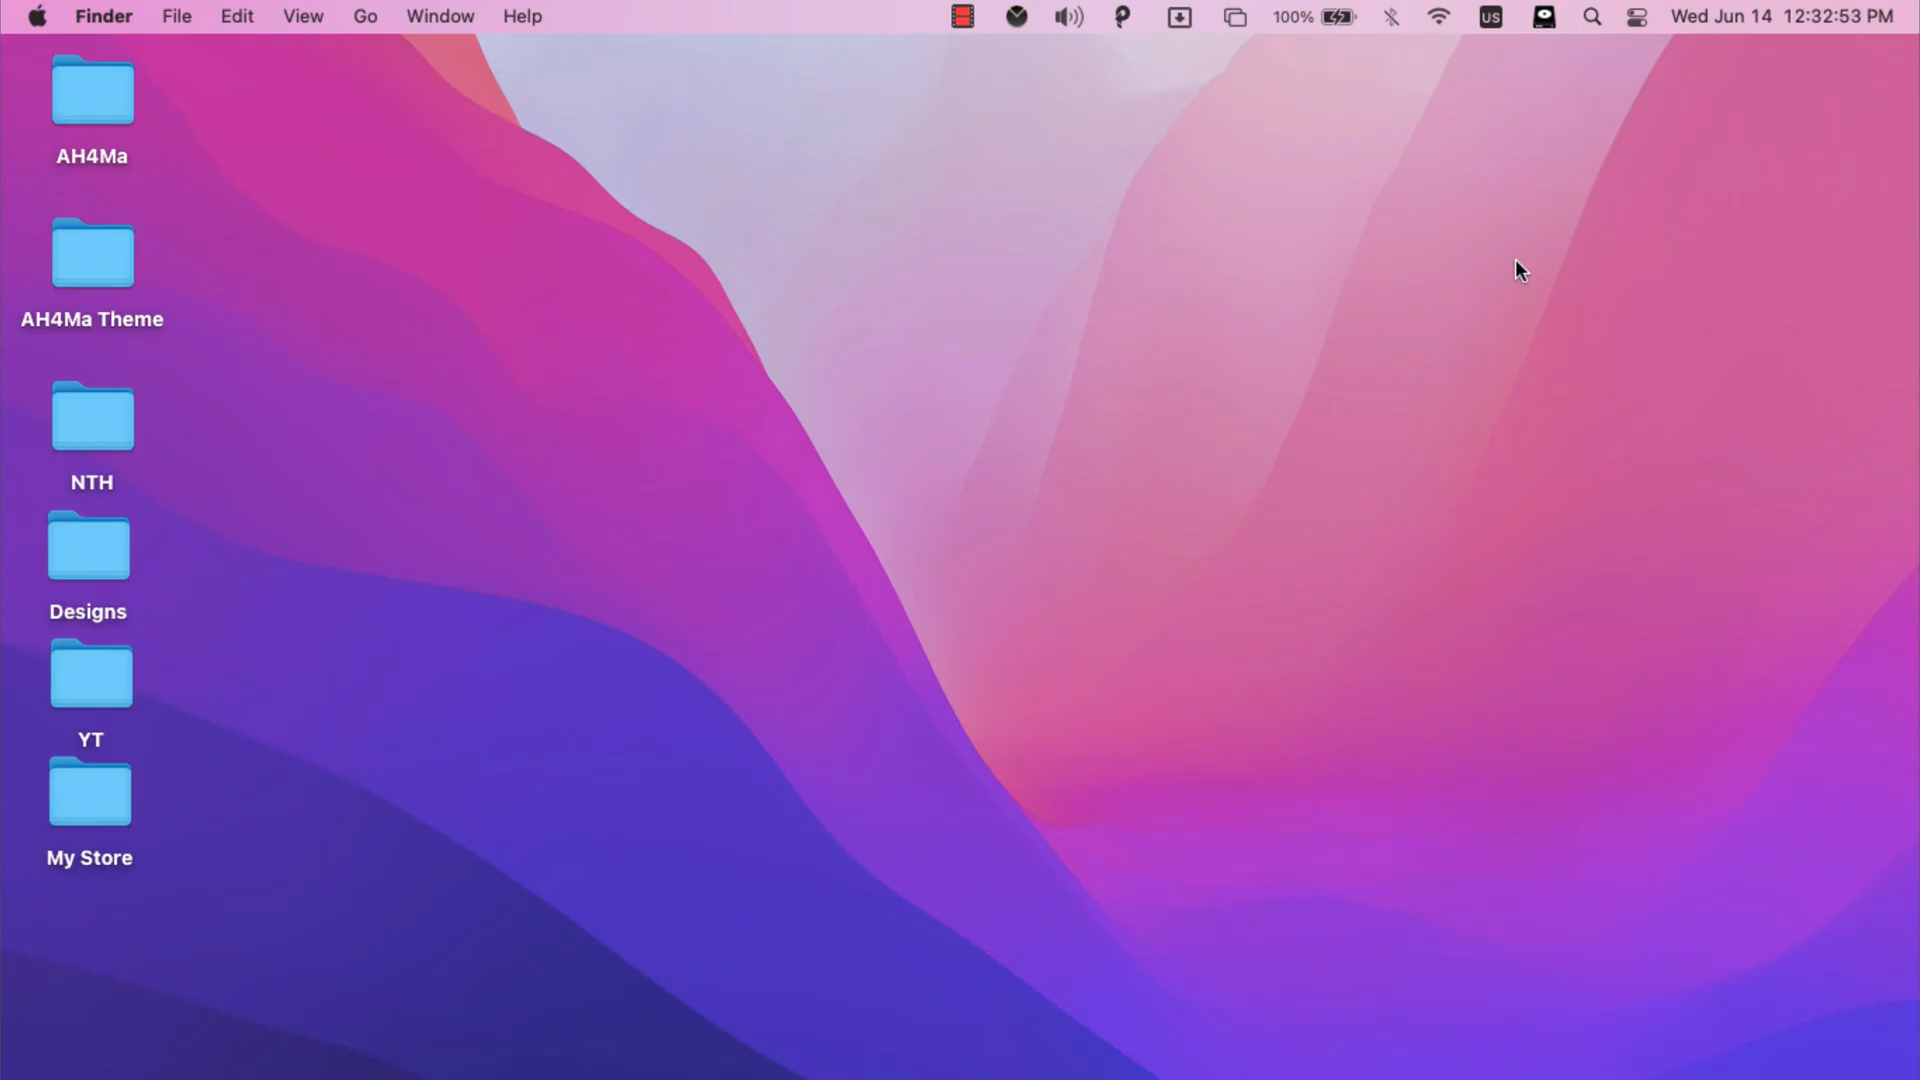 Finder File Edit View Go Window Help 100% US Wed Jun 14 12:32:53 PM
AH4Ma
AH4Ma Theme
NTH
Designs
YT
My Store